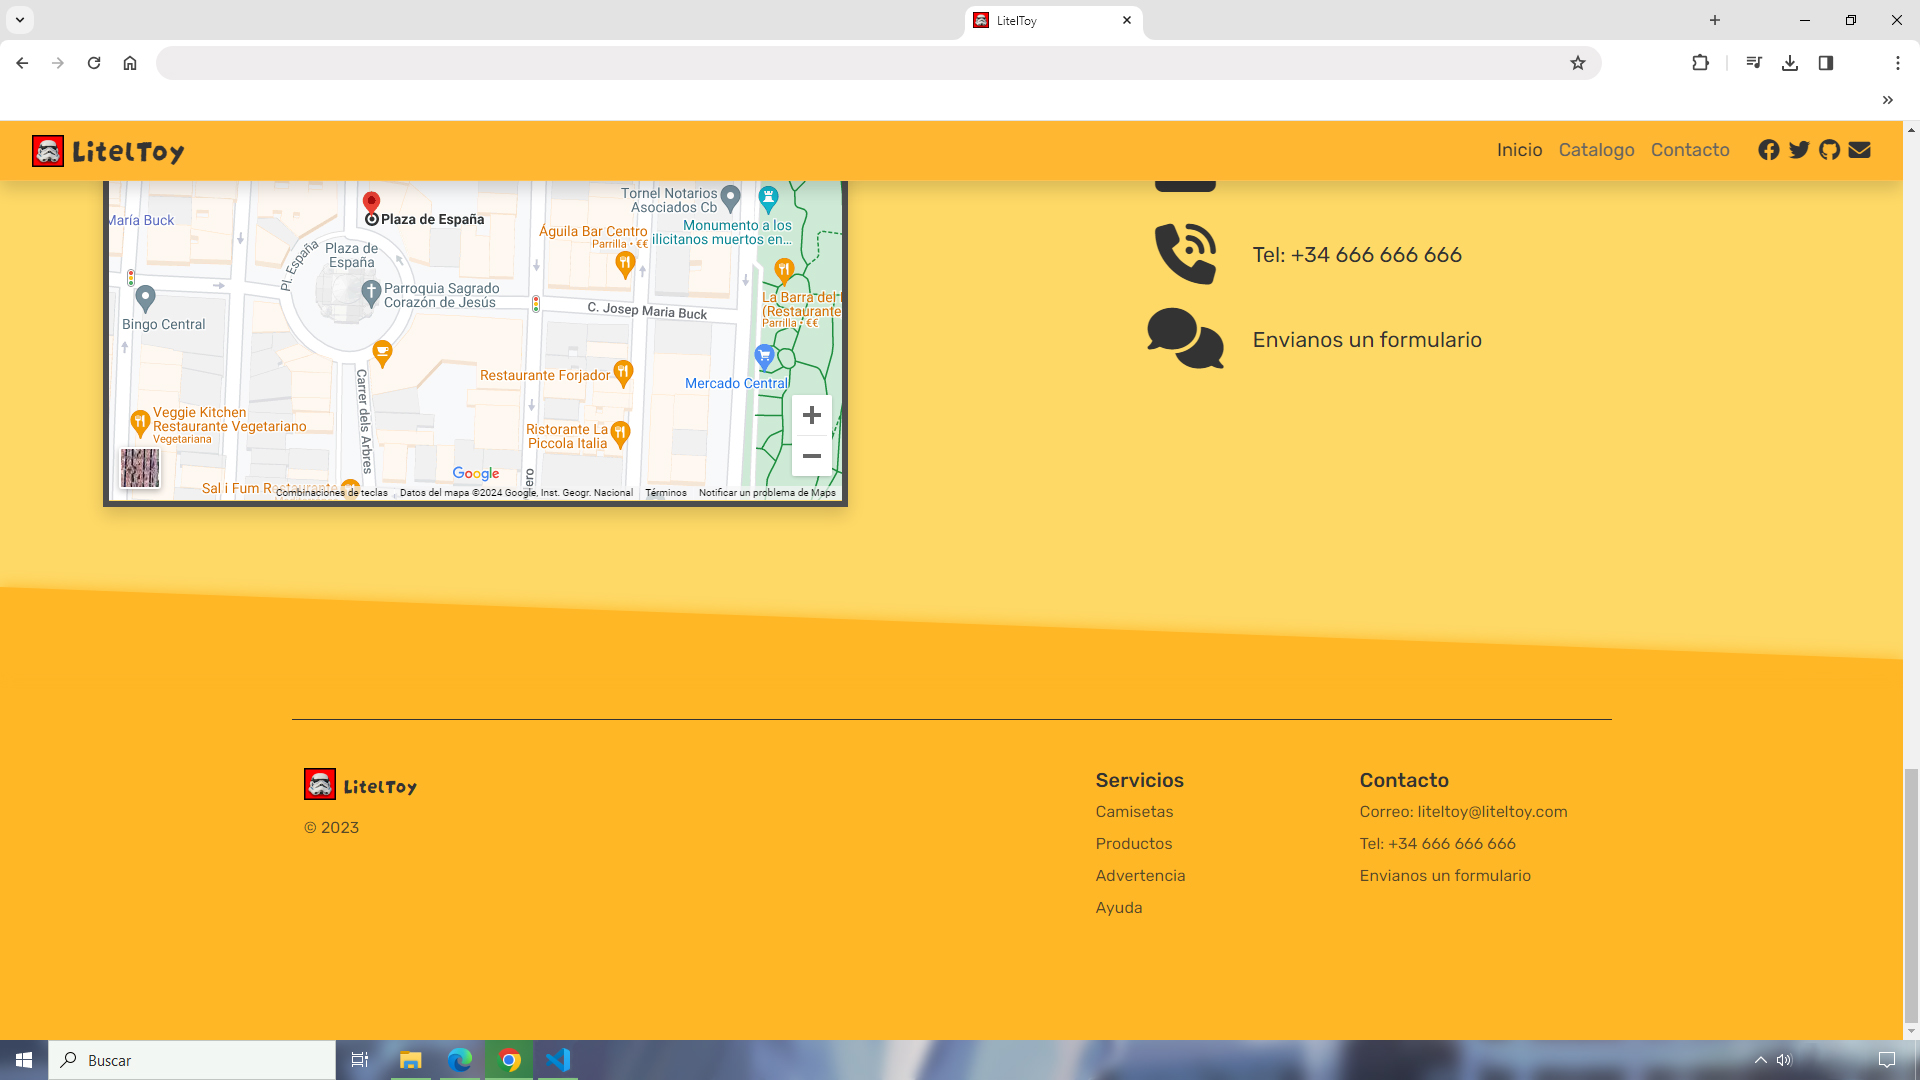 LitelToy
LitelToy
Inicio
Catalogo
Contacto
María Buck
Plaza de España
Tornel Notarios
Asociados Cb
Monumento a los
ilicitanos muertos en...
Águila Bar Centro
Parrilla • €€
Pl. España
Plaza de
España
Parroquia Sagrado
Corazón de Jesús
C. Josep María Buck
La Barra del
(Restaurante
Parrilla • €€
Bingo Central
Restaurante Forjador
Mercado Central
Carrer dels Arbres
Veggie Kitchen
Restaurante Vegetariano
Vegetariana
Ristorante La
Piccola Italia
Google
Sal i Fum Restaurante
Combinaciones de teclas
Datos del mapa ©2024 Google, Inst. Geogr. Nacional
Términos
Notificar un problema de Maps
Tel: +34 666 666 666
Envianos un formulario
LitelToy
© 2023
Servicios
Camisetas
Productos
Advertencia
Ayuda
Contacto
Correo: liteltoy@liteltoy.com
Tel: +34 666 666 666
Envianos un formulario
Buscar